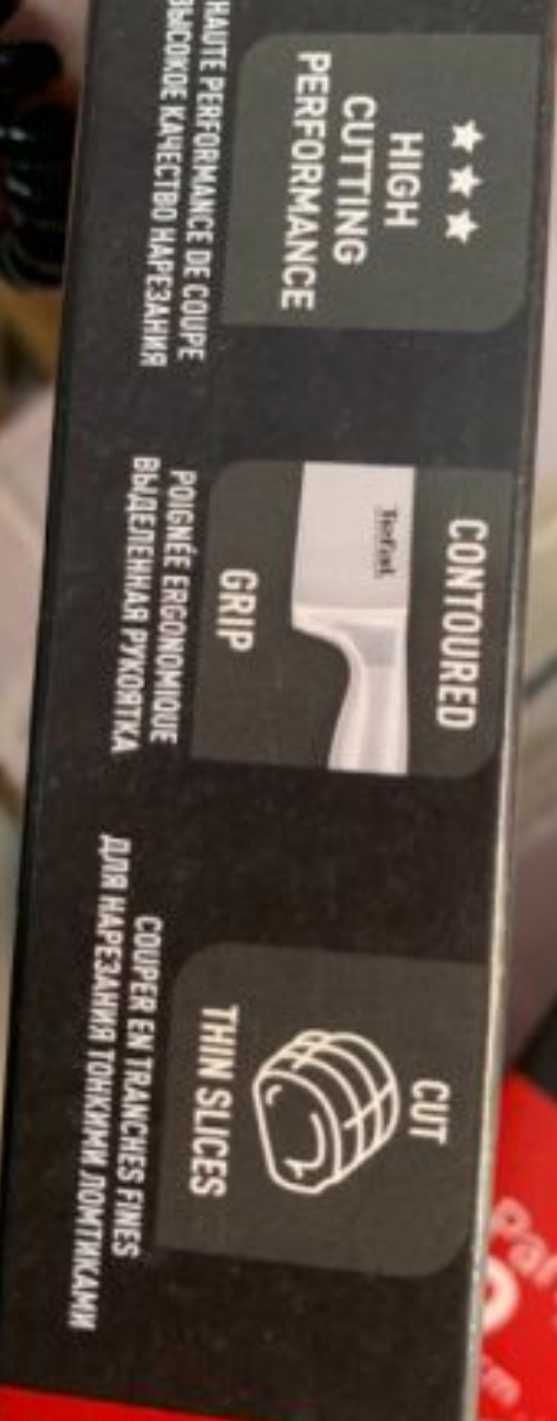 HIGH
CUTTING
PERFORMANCE
HAUTE PERFORMANCE DE COUPE
ВЫСОКОЕ КАЧЕСТВО НАРЕЗАНИЯ
CONTOURED
Tefal
GRIP
POIGNÉE ERGONOMIQUE
ВЫДЕЛЕННАЯ РУКОЯТКА
CUT
THIN SLICES
COUPER EN TRANCHES FINES
ДЛЯ НАРЕЗАНИЯ ТОНКИМИ ЛОМТИКАМИ